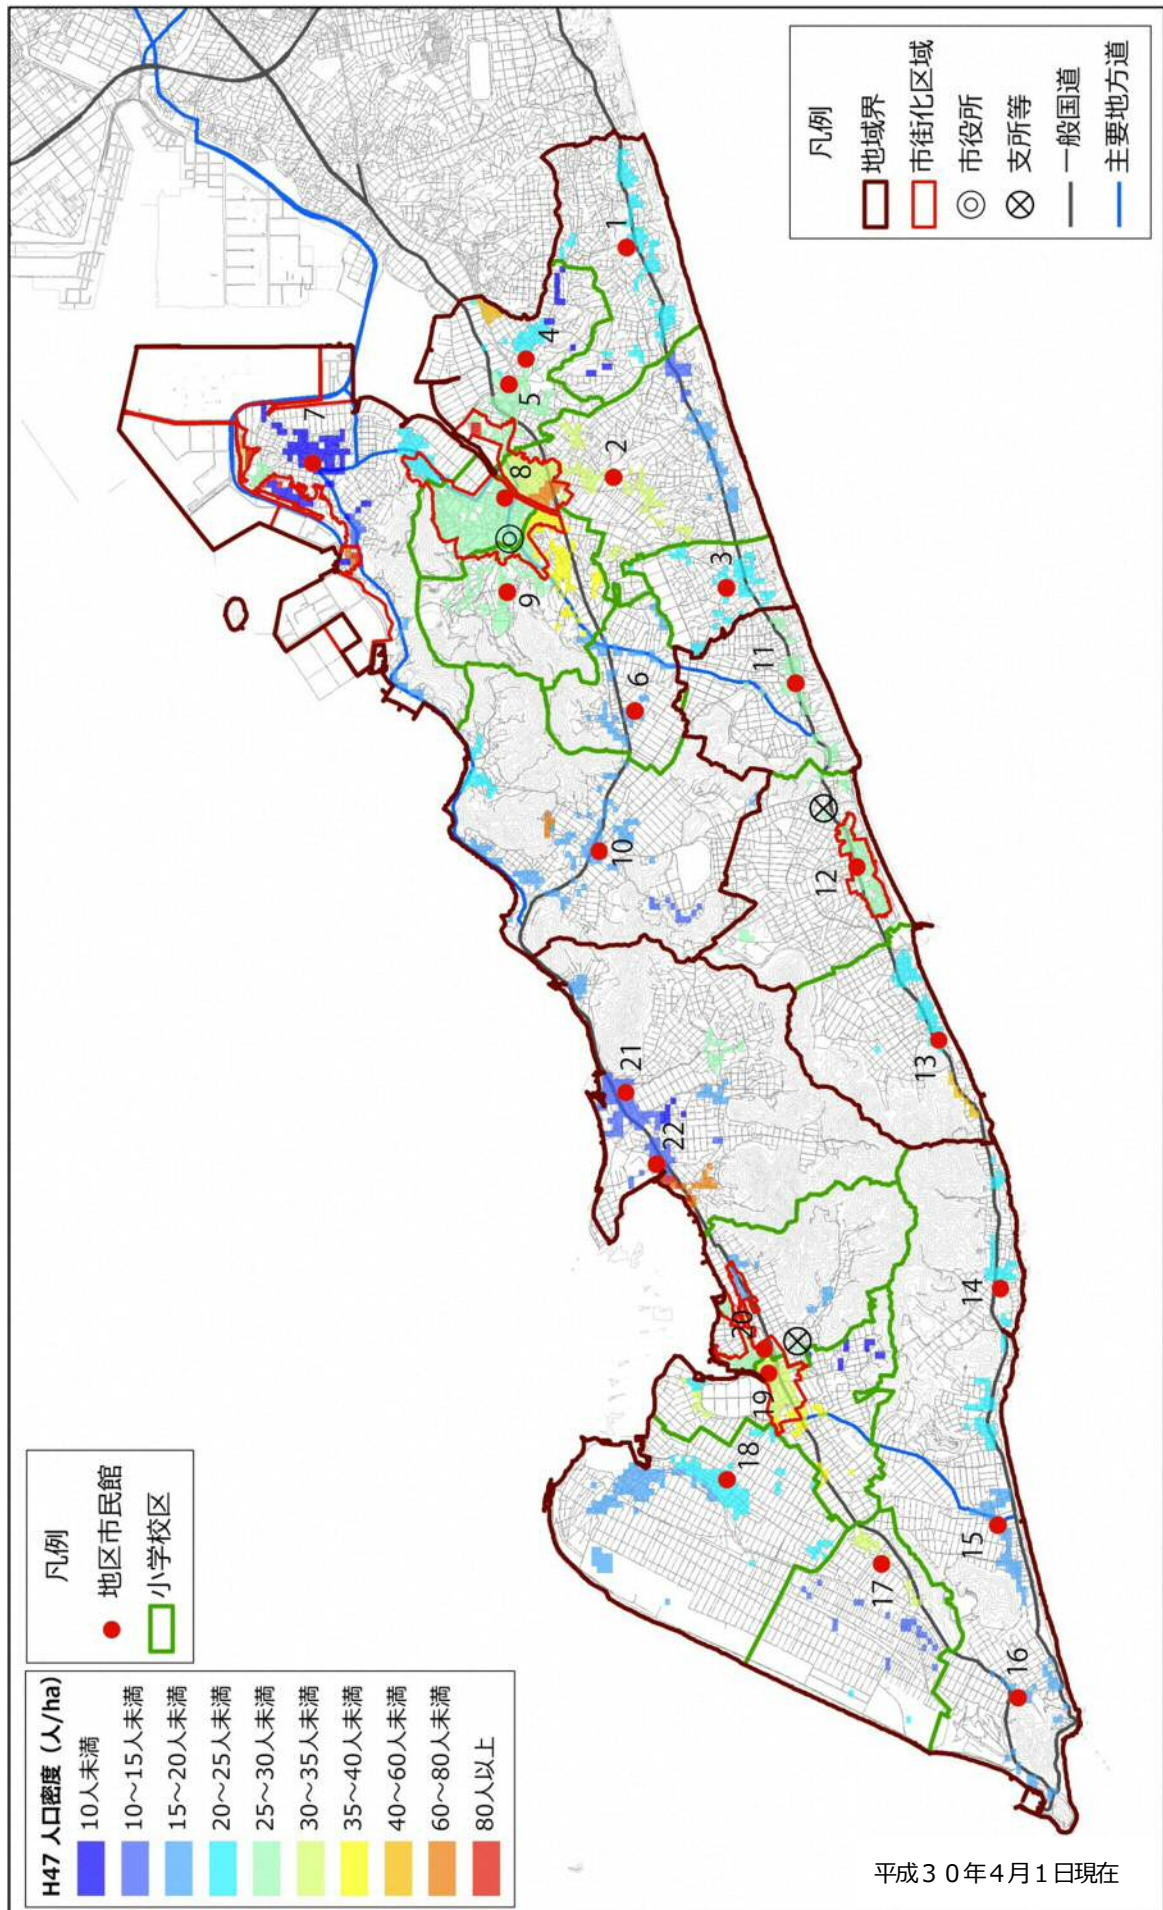 H47 人口密度 (人/ha)
10人未満
10～15人未満
15～20人未満
20～25人未満
25～30人未満
30～35人未満
35～40人未満
40～60人未満
60～80人未満
80人以上
凡例
地区市民館
小学校区
凡例
地域界
市街化区域
市役所
支所等
一般国道
主要地方道
1
2
3
4
5
6
7
8
9
10
11
12
13
14
15
16
17
18
19
20
21
22
平成３０年４月１日現在